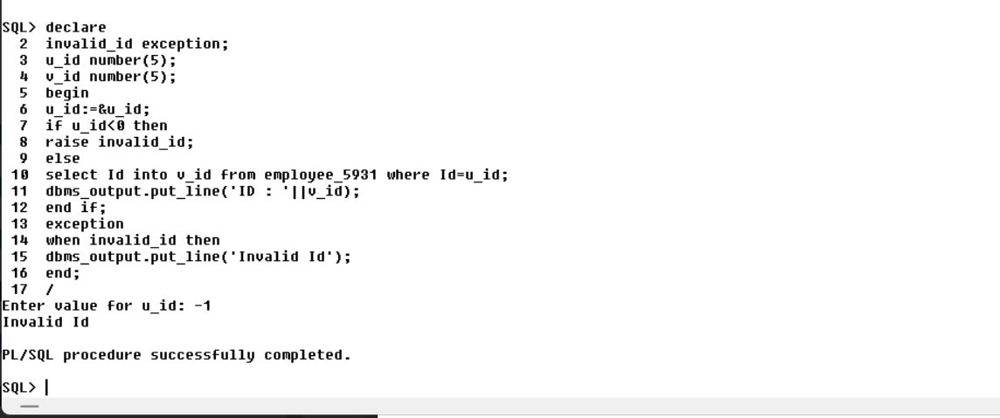 SQL> declare
2 invalid_id exception;
3 u_id number(5);
4 v_id number(5);
5 begin
6 u_id:=&u_id;
7 if u_id<0 then
8 raise invalid_id;
9 else
10 select Id into v_id from employee_5931 where Id=u_id;
11 dbms_output.put_line('ID : '||v_id);
12 end if;
13 exception
14 when invalid_id then
15 dbms_output.put_line('Invalid Id');
16 end;
17 /
Enter value for u_id: -1
Invalid Id
PL/SQL procedure successfully completed.
SQL>